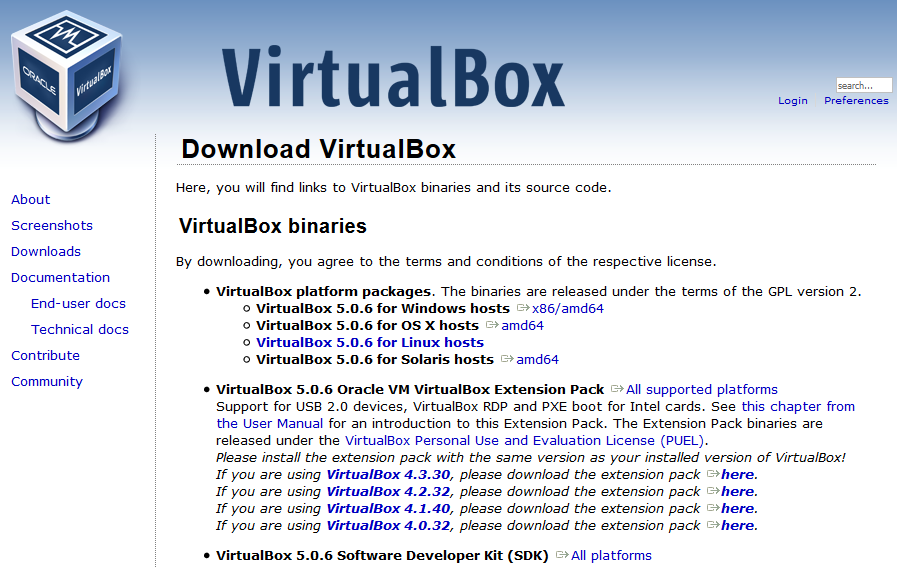 VM
ORACLE
VirtualBox
VirtualBox
search...
Login Preferences
Download VirtualBox
Here, you will find links to VirtualBox binaries and its source code.
About
Screenshots
Downloads
Documentation
End-user docs
Technical docs
Contribute
Community
VirtualBox binaries
By downloading, you agree to the terms and conditions of the respective license.
VirtualBox platform packages. The binaries are released under the terms of the GPL version 2.
VirtualBox 5.0.6 for Windows hosts x86/amd64
VirtualBox 5.0.6 for OS X hosts amd64
VirtualBox 5.0.6 for Linux hosts
VirtualBox 5.0.6 for Solaris hosts amd64
VirtualBox 5.0.6 Oracle VM VirtualBox Extension Pack All supported platforms
Support for USB 2.0 devices, VirtualBox RDP and PXE boot for Intel cards. See this chapter from
the User Manual for an introduction to this Extension Pack. The Extension Pack binaries are
released under the VirtualBox Personal Use and Evaluation License (PUEL).
Please install the extension pack with the same version as your installed version of VirtualBox!
If you are using VirtualBox 4.3.30, please download the extension pack here.
If you are using VirtualBox 4.2.32, please download the extension pack here.
If you are using VirtualBox 4.1.40, please download the extension pack here.
If you are using VirtualBox 4.0.32, please download the extension pack here.
VirtualBox 5.0.6 Software Developer Kit (SDK) All platforms